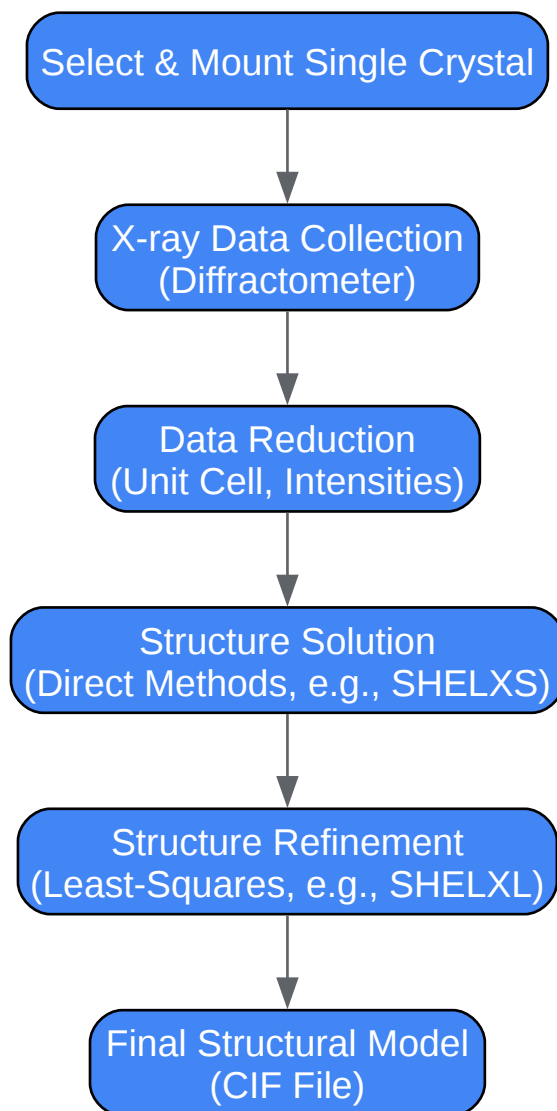 Select & Mount Single Crystal
X-ray Data Collection
(Diffractometer)
Data Reduction
(Unit Cell, Intensities)
Structure Solution
(Direct Methods, e.g., SHELXS)
Structure Refinement
(Least-Squares, e.g., SHELXL)
Final Structural Model
(CIF File)